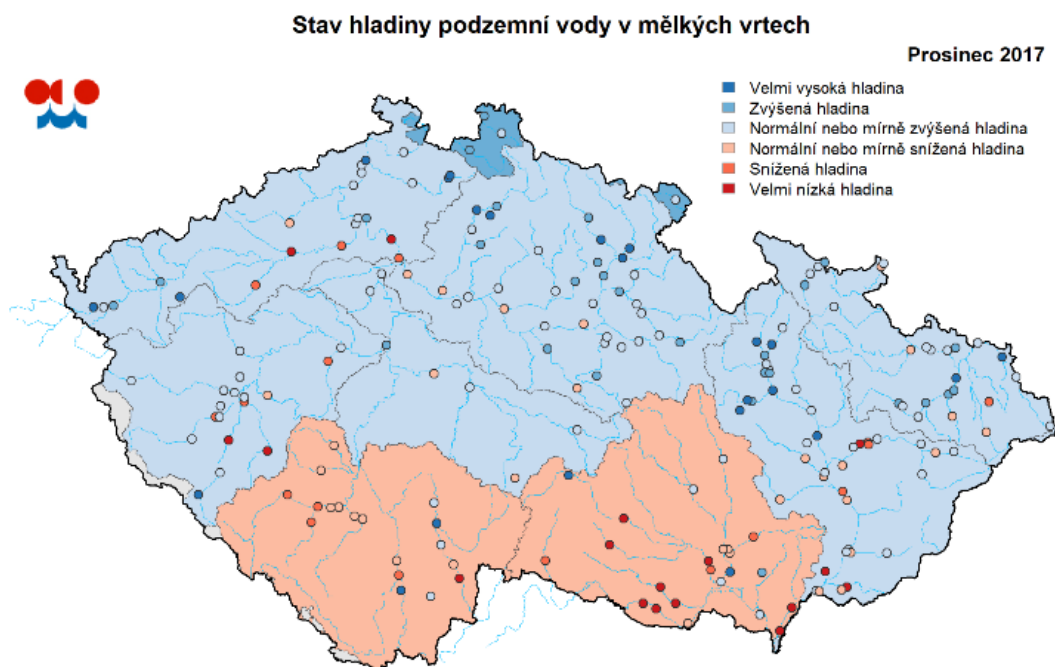 Stav hladiny podzemní vody v mělkých vrtech
Prosinec 2017
Velmi vysoká hladina
Zvýšená hladina
Normální nebo mírně zvýšená hladina
Normální nebo mírně snížená hladina
Snížená hladina
Velmi nízká hladina